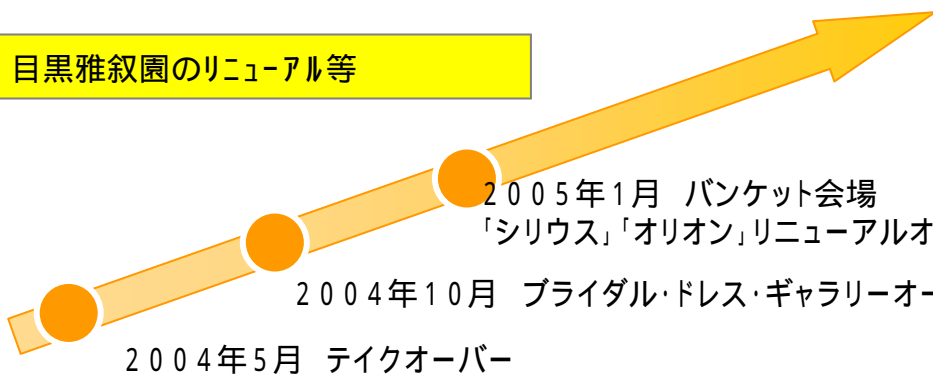 目黒雅叙園のリニューアル等
2005年1月 バンケット会場
「シリウス」「オリオン」リニューアルオ
2004年10月 ブライダル・ドレス・ギャラリーオー
2004年5月 テイクオーバー